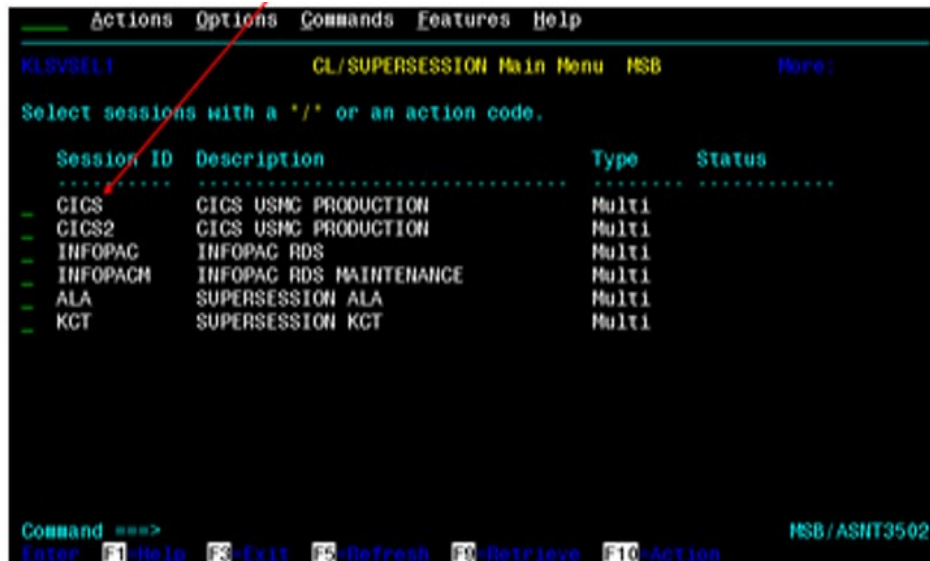 ____ Actions Options Commands Features Help
KLSVSEL1 CL/SUPERSESSION Main Menu MSB More:
Select sessions with a "/" or an action code.
Session ID Description Type Status
_ CICS CICS USMC PRODUCTION Multi
_ CICS2 CICS USMC PRODUCTION Multi
_ INFOPAC INFOPAC RDS Multi
_ INFOPACM INFOPAC RDS MAINTENANCE Multi
_ ALA SUPERSESSION ALA Multi
_ KCT SUPERSESSION KCT Multi
Command ===> MSB/ASNT3502
Enter F1=Help F3=Exit F5=Refresh F9=Retrieve F10=Action